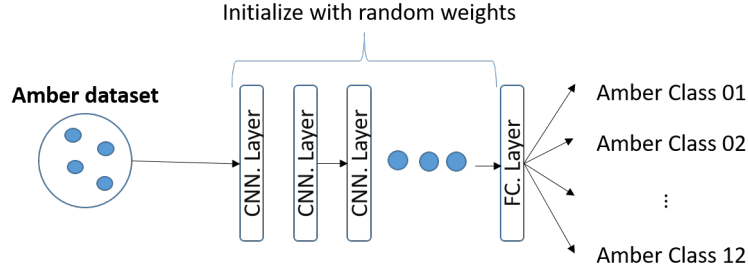 Initialize with random weights
Amber dataset
CNN. Layer
CNN. Layer
CNN. Layer
FC. Layer
Amber Class 01
Amber Class 02
⋮
Amber Class 12